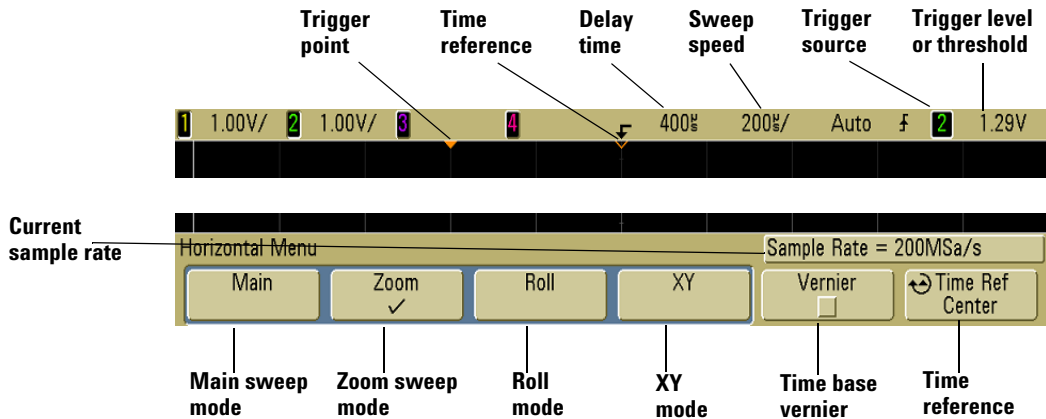 Trigger point
Time reference
Delay time
Sweep speed
Trigger source
Trigger level or threshold
1 1.00V/ 2 1.00V/ 3 4 400µs 200µs/ Auto 2 1.29V
Current sample rate
Horizontal Menu
Sample Rate = 200MSa/s
Main
Zoom
Roll
XY
Vernier
Time Ref
Center
Main sweep mode
Zoom sweep mode
Roll mode
XY mode
Time base vernier
Time reference